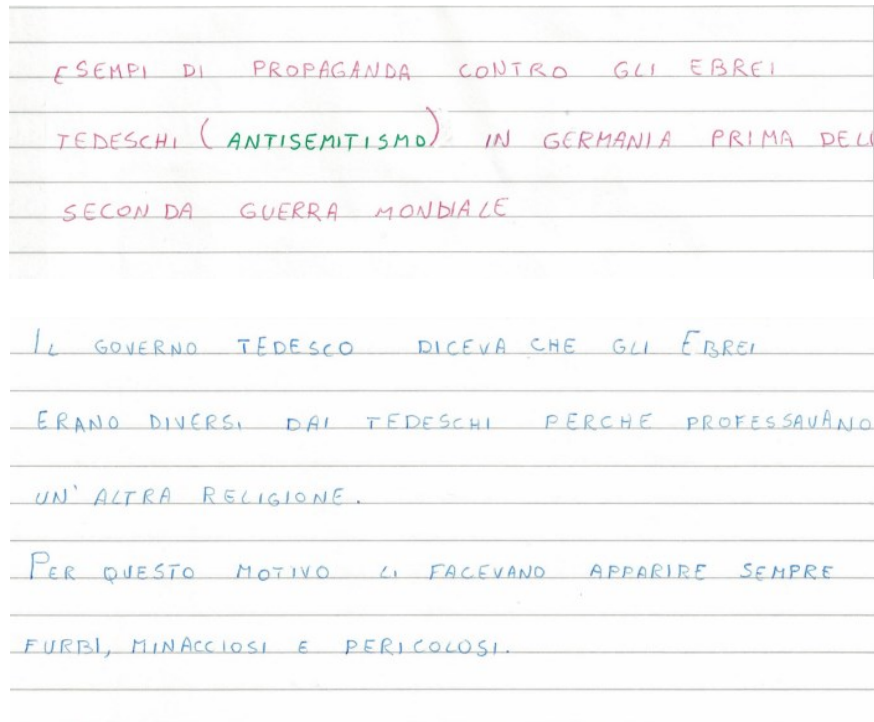 ESEMPI DI PROPAGANDA CONTRO GLI EBREI
TEDESCHI (ANTISEMITISMO) IN GERMANIA PRIMA DELL
SECONDA GUERRA MONDIALE
IL GOVERNO TEDESCO DICEVA CHE GLI EBREI
ERANO DIVERSI DAI TEDESCHI PERCHE PROFESSAVANO
UN' ALTRA RELIGIONE.
PER QUESTO MOTIVO LI FACEVANO APPARIRE SEMPRE
FURBI, MINACCIOSI E PERICOLOSI.